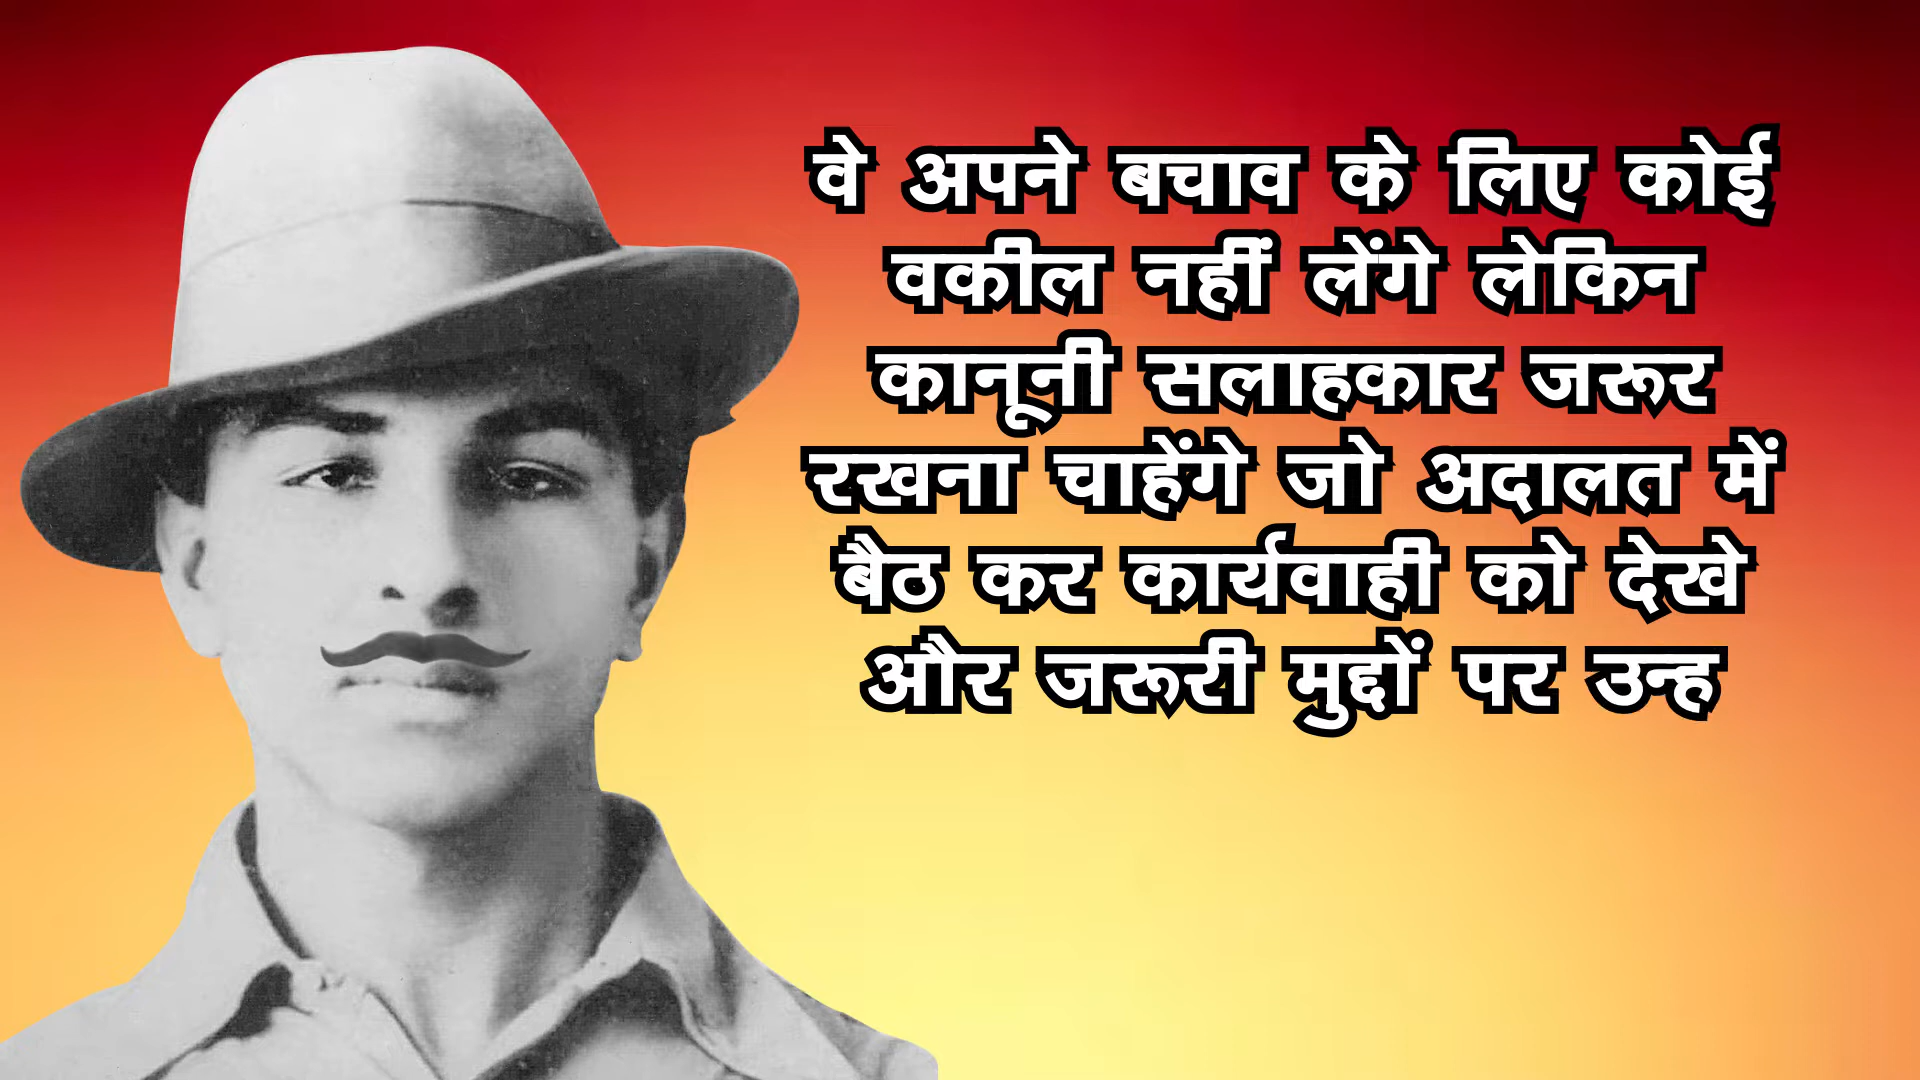 वे अपने बचाव के लिए कोई
वकील नहीं लेंगे लेकिन
कानूनी सलाहकार जरूर
रखना चाहेंगे जो अदालत में
बैठ कर कार्यवाही को देखे
और जरूरी मुद्दों पर उन्ह